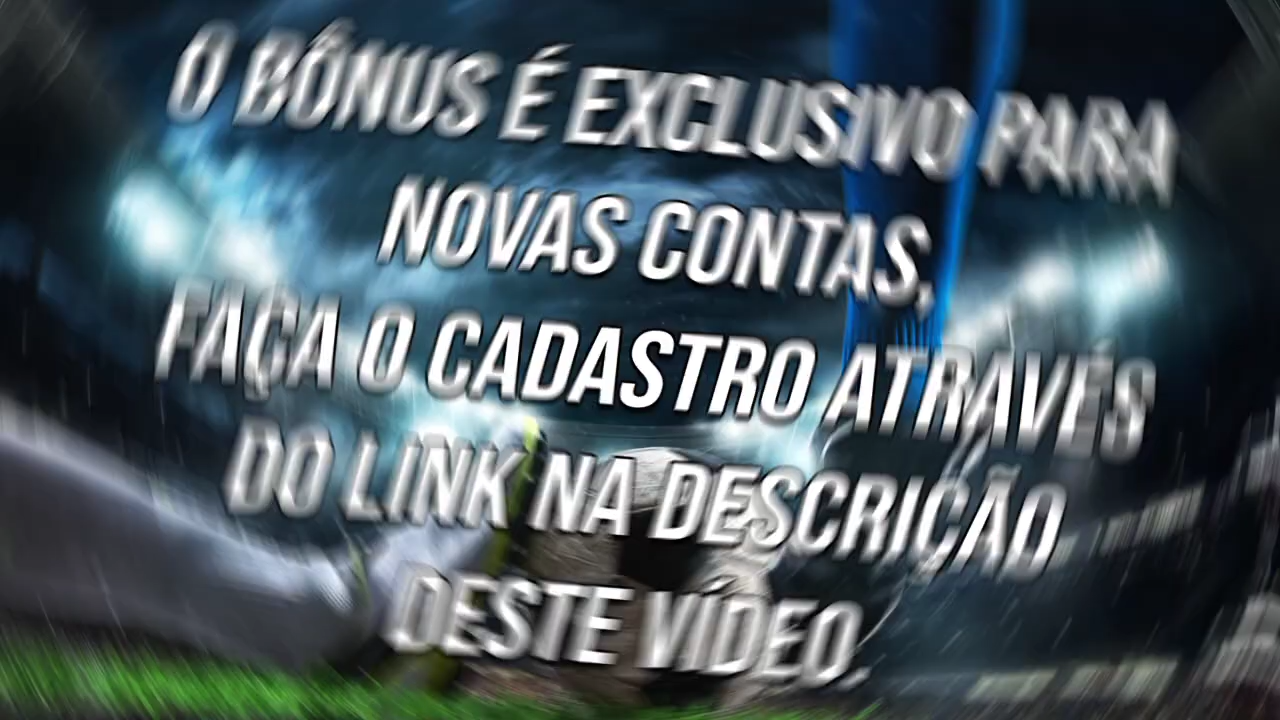 O BÔNUS É EXCLUSIVO PARA
NOVAS CONTAS,
FAÇA O CADASTRO ATRAVÉS
DO LINK NA DESCRIÇÃO
DESTE VÍDEO.